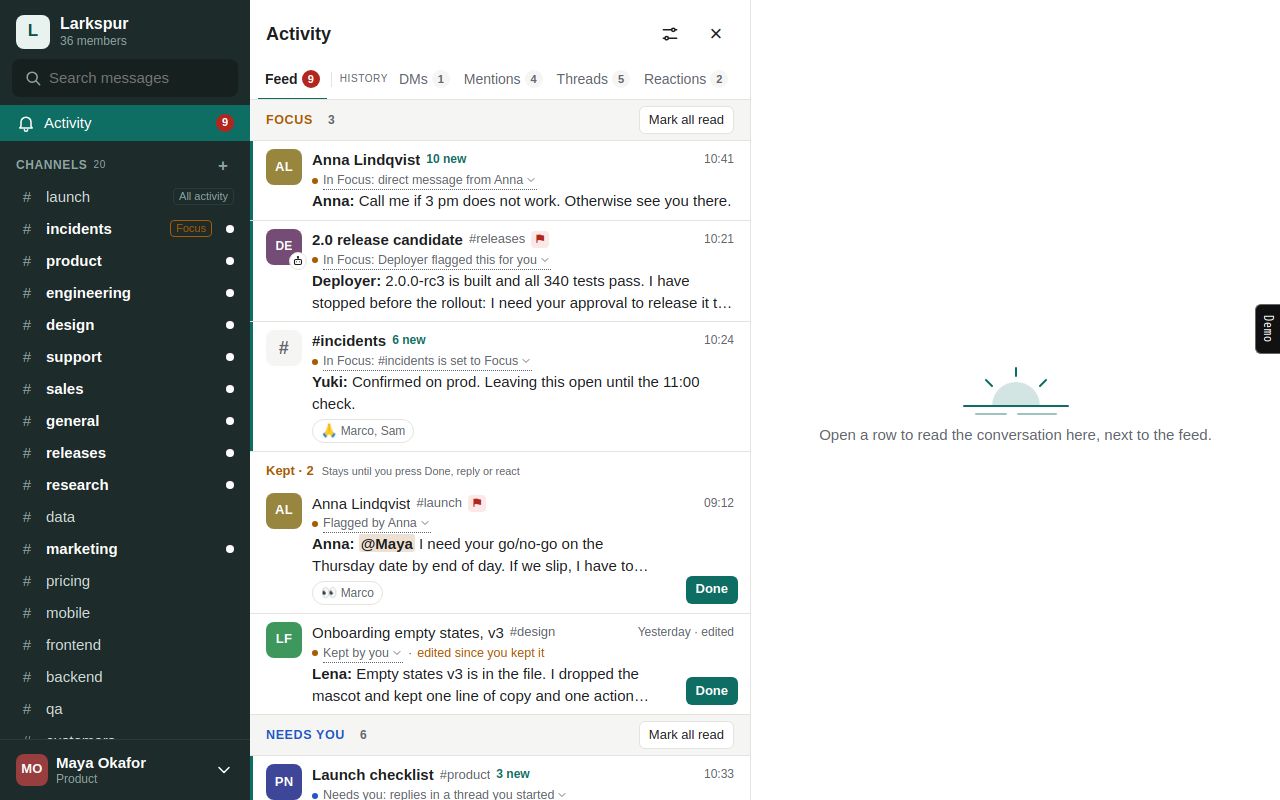 L
Larkspur
36 members
Search messages
Activity
9
CHANNELS 20
+
# launch All activity
# incidents Focus
# product
# engineering
# design
# support
# sales
# general
# releases
# research
# data
# marketing
# pricing
# mobile
# frontend
# backend
# qa
MO
Maya Okafor
Product
Activity
Feed 9 HISTORY DMs 1 Mentions 4 Threads 5 Reactions 2
FOCUS 3 Mark all read
AL
Anna Lindqvist 10 new 10:41
In Focus: direct message from Anna
Anna: Call me if 3 pm does not work. Otherwise see you there.
DE
2.0 release candidate #releases 10:21
In Focus: Deployer flagged this for you
Deployer: 2.0.0-rc3 is built and all 340 tests pass. I have
stopped before the rollout: I need your approval to release it t…
#
#incidents 6 new 10:24
In Focus: #incidents is set to Focus
Yuki: Confirmed on prod. Leaving this open until the 11:00
check.
🙏 Marco, Sam
Kept · 2 Stays until you press Done, reply or react
AL
Anna Lindqvist #launch 09:12
Flagged by Anna
Anna: @Maya I need your go/no-go on the
Thursday date by end of day. If we slip, I have to…
👀 Marco
Done
LF
Onboarding empty states, v3 #design Yesterday · edited
Kept by you · edited since you kept it
Lena: Empty states v3 is in the file. I dropped the
mascot and kept one line of copy and one action…
Done
NEEDS YOU 6 Mark all read
PN
Launch checklist #product 3 new 10:33
Needs you: replies in a thread you started
Open a row to read the conversation here, next to the feed.
Demo